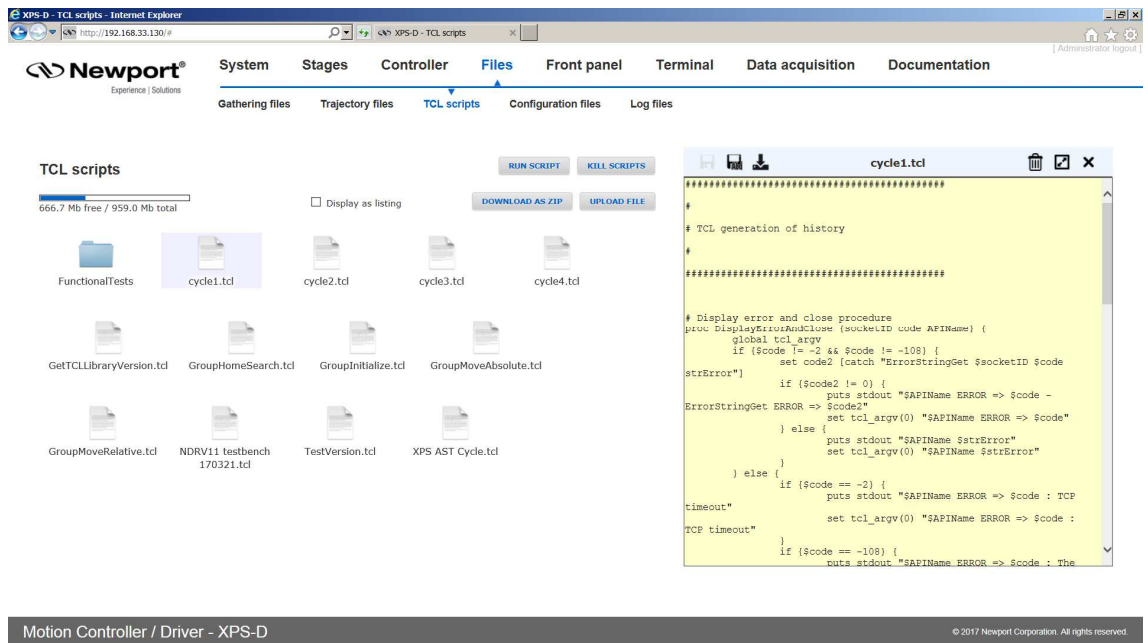 XPS-D - TCL scripts - Internet Explorer
http://192.168.33.130/#
XPS-D - TCL scripts
[ Administrator logout ]
Newport®
Experience | Solutions
System Stages Controller Files Front panel Terminal Data acquisition Documentation
Gathering files Trajectory files TCL scripts Configuration files Log files
TCL scripts
RUN SCRIPT KILL SCRIPTS
666.7 Mb free / 959.0 Mb total
Display as listing
DOWNLOAD AS ZIP UPLOAD FILE
FunctionalTests cycle1.tcl cycle2.tcl cycle3.tcl cycle4.tcl
GetTCLLibraryVersion.tcl GroupHomeSearch.tcl GroupInitialize.tcl GroupMoveAbsolute.tcl
GroupMoveRelative.tcl NDRV11 testbench TestVersion.tcl XPS AST Cycle.tcl
170321.tcl
cycle1.tcl
############################################
#
# TCL generation of history
#
############################################
# Display error and close procedure
proc DisplayErrorAndClose {socketID code APIName} {
global tcl_argv
if {$code != -2 && $code != -108} {
set code2 [catch "ErrorStringGet $socketID $code
strError"]
if {$code2 != 0} {
puts stdout "$APIName ERROR => $code -
ErrorStringGet ERROR => $code2"
set tcl_argv(0) "$APIName ERROR => $code"
} else {
puts stdout "$APIName $strError"
set tcl_argv(0) "$APIName $strError"
}
} else {
if {$code == -2} {
puts stdout "$APIName ERROR => $code : TCP
timeout"
set tcl_argv(0) "$APIName ERROR => $code :
TCP timeout"
}
if {$code == -108} {
puts stdout "$APIName ERROR => $code : The
Motion Controller / Driver - XPS-D
© 2017 Newport Corporation. All rights reserved.